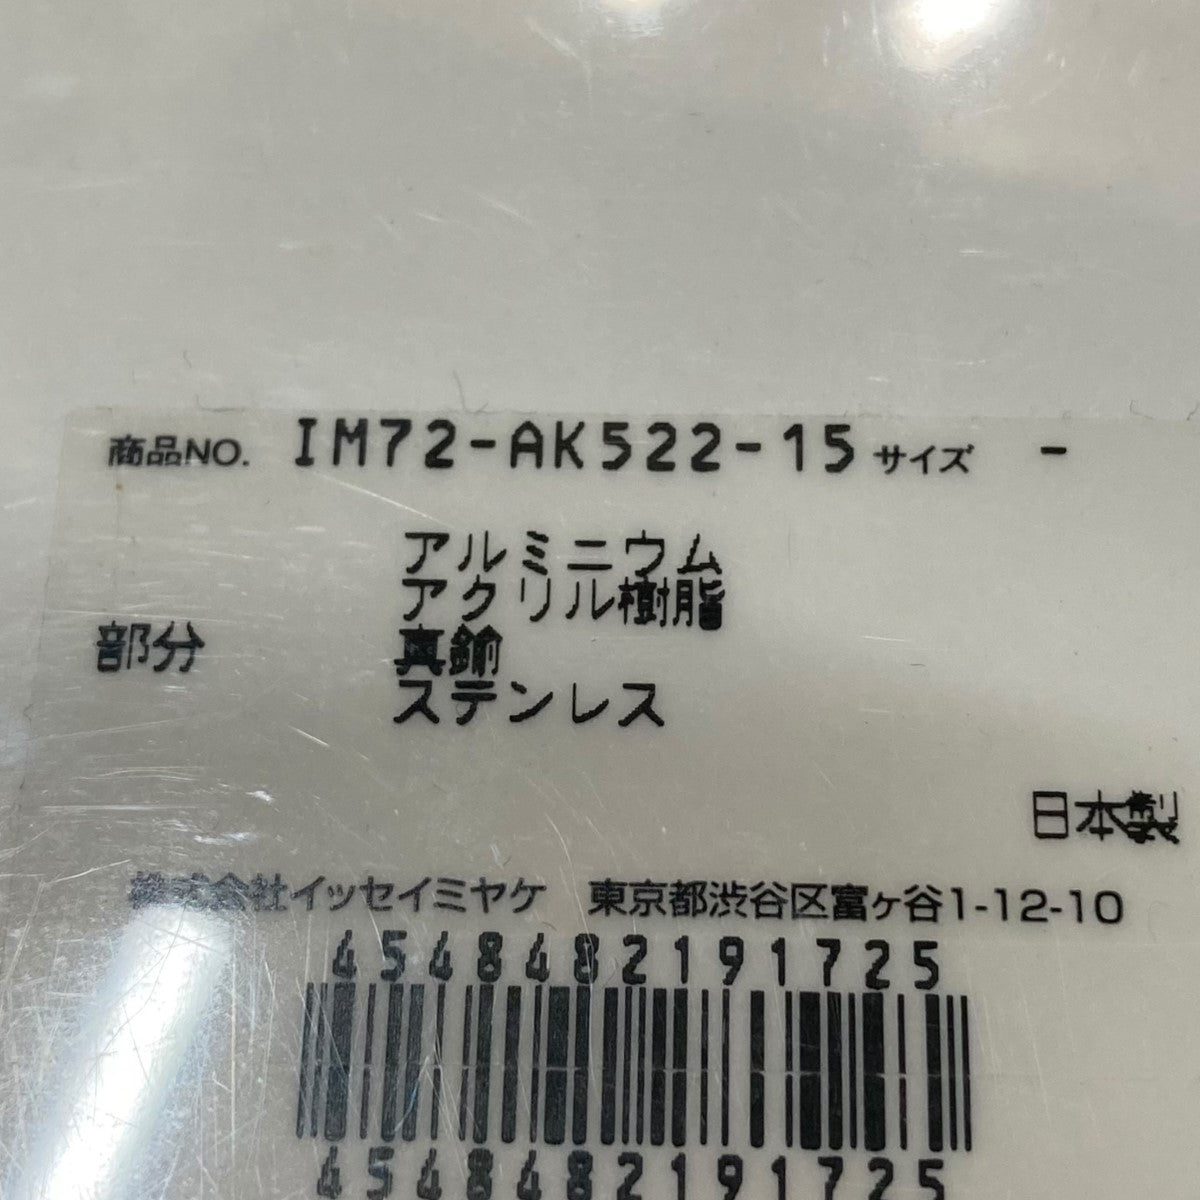 商品NO. IM72-AK522-15 サイズ -
アルミニウム
アクリル樹脂
部分 真鍮
ステンレス
日本製
株式会社イッセイミヤケ 東京都渋谷区富ヶ谷1-12-10
4548482191725
4548482191725